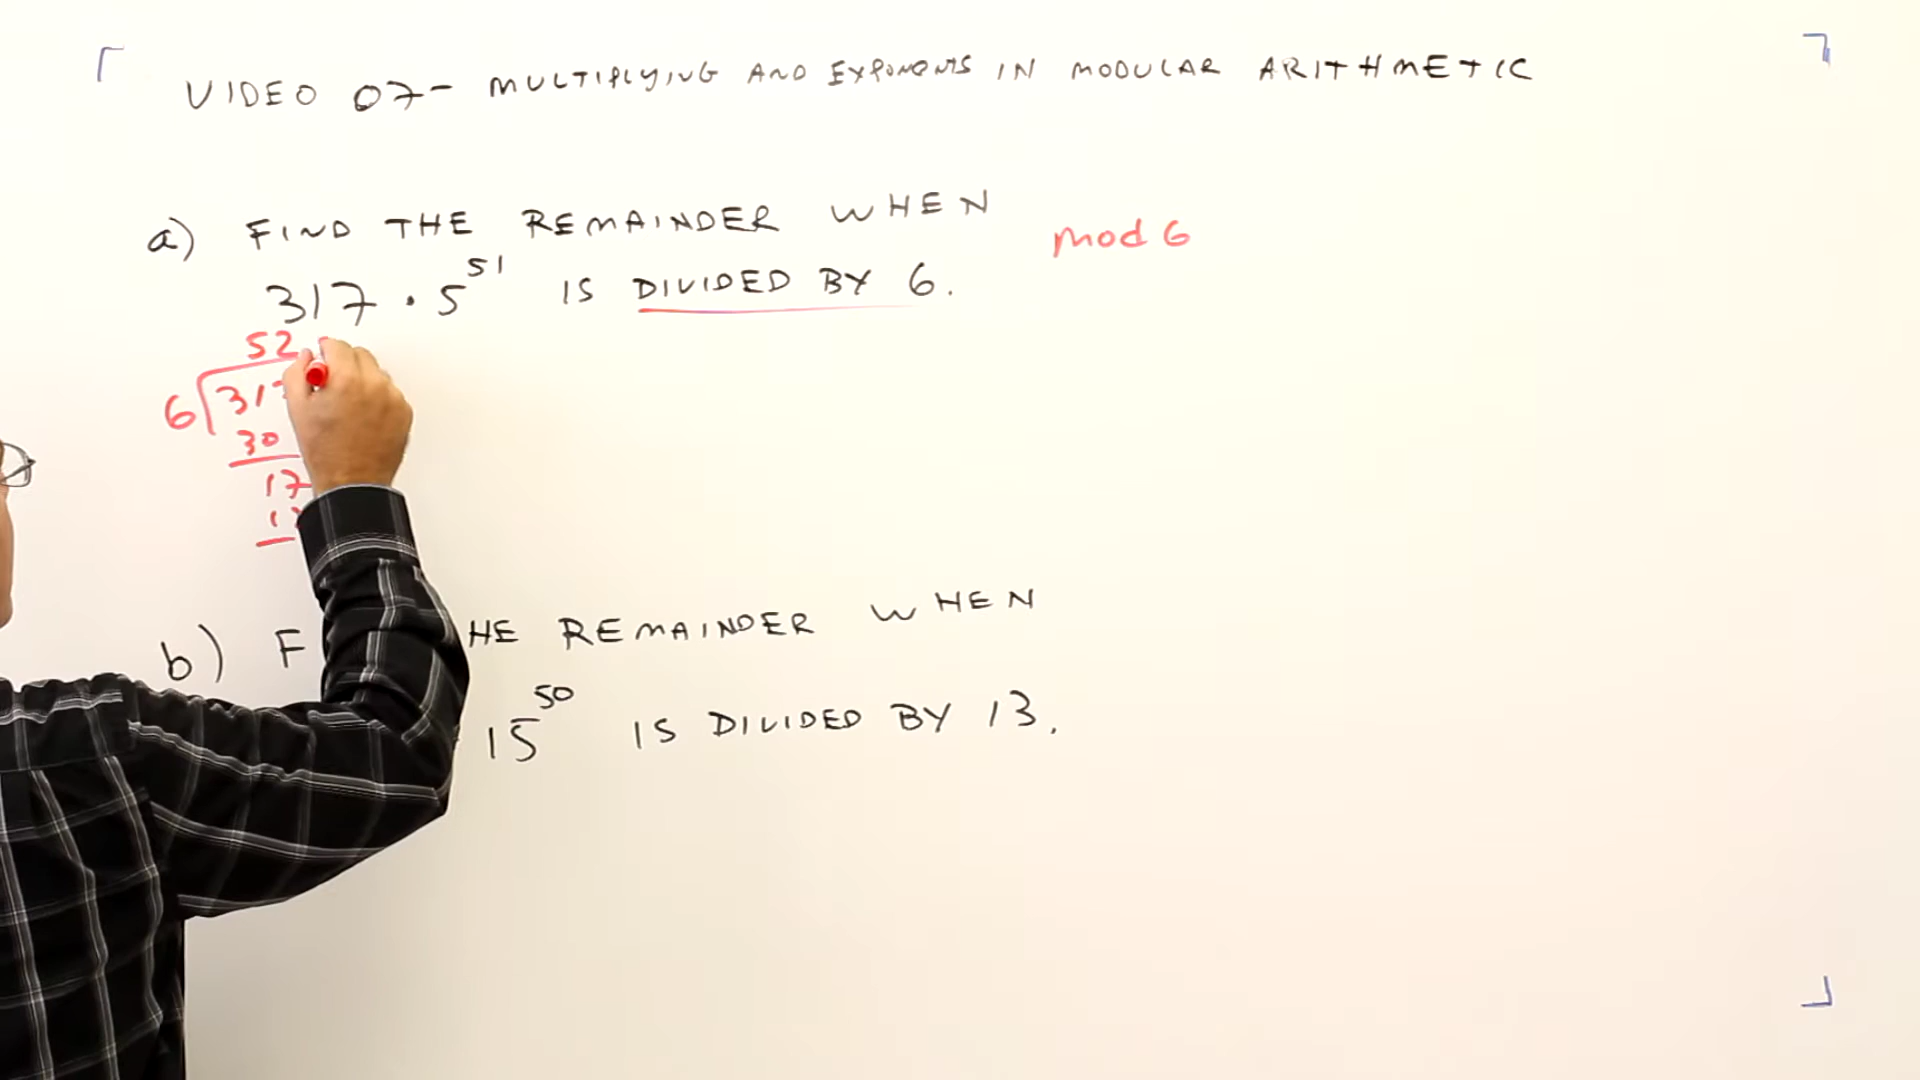 VIDEO 07- MULTIPLYING AND EXPONENTS IN MODULAR ARITHMETIC
a) FIND THE REMAINDER WHEN
mod 6
317 · 5^51 IS DIVIDED BY 6.
52
6 317
30
17
b) F HE REMAINDER WHEN
15^50 IS DIVIDED BY 13.